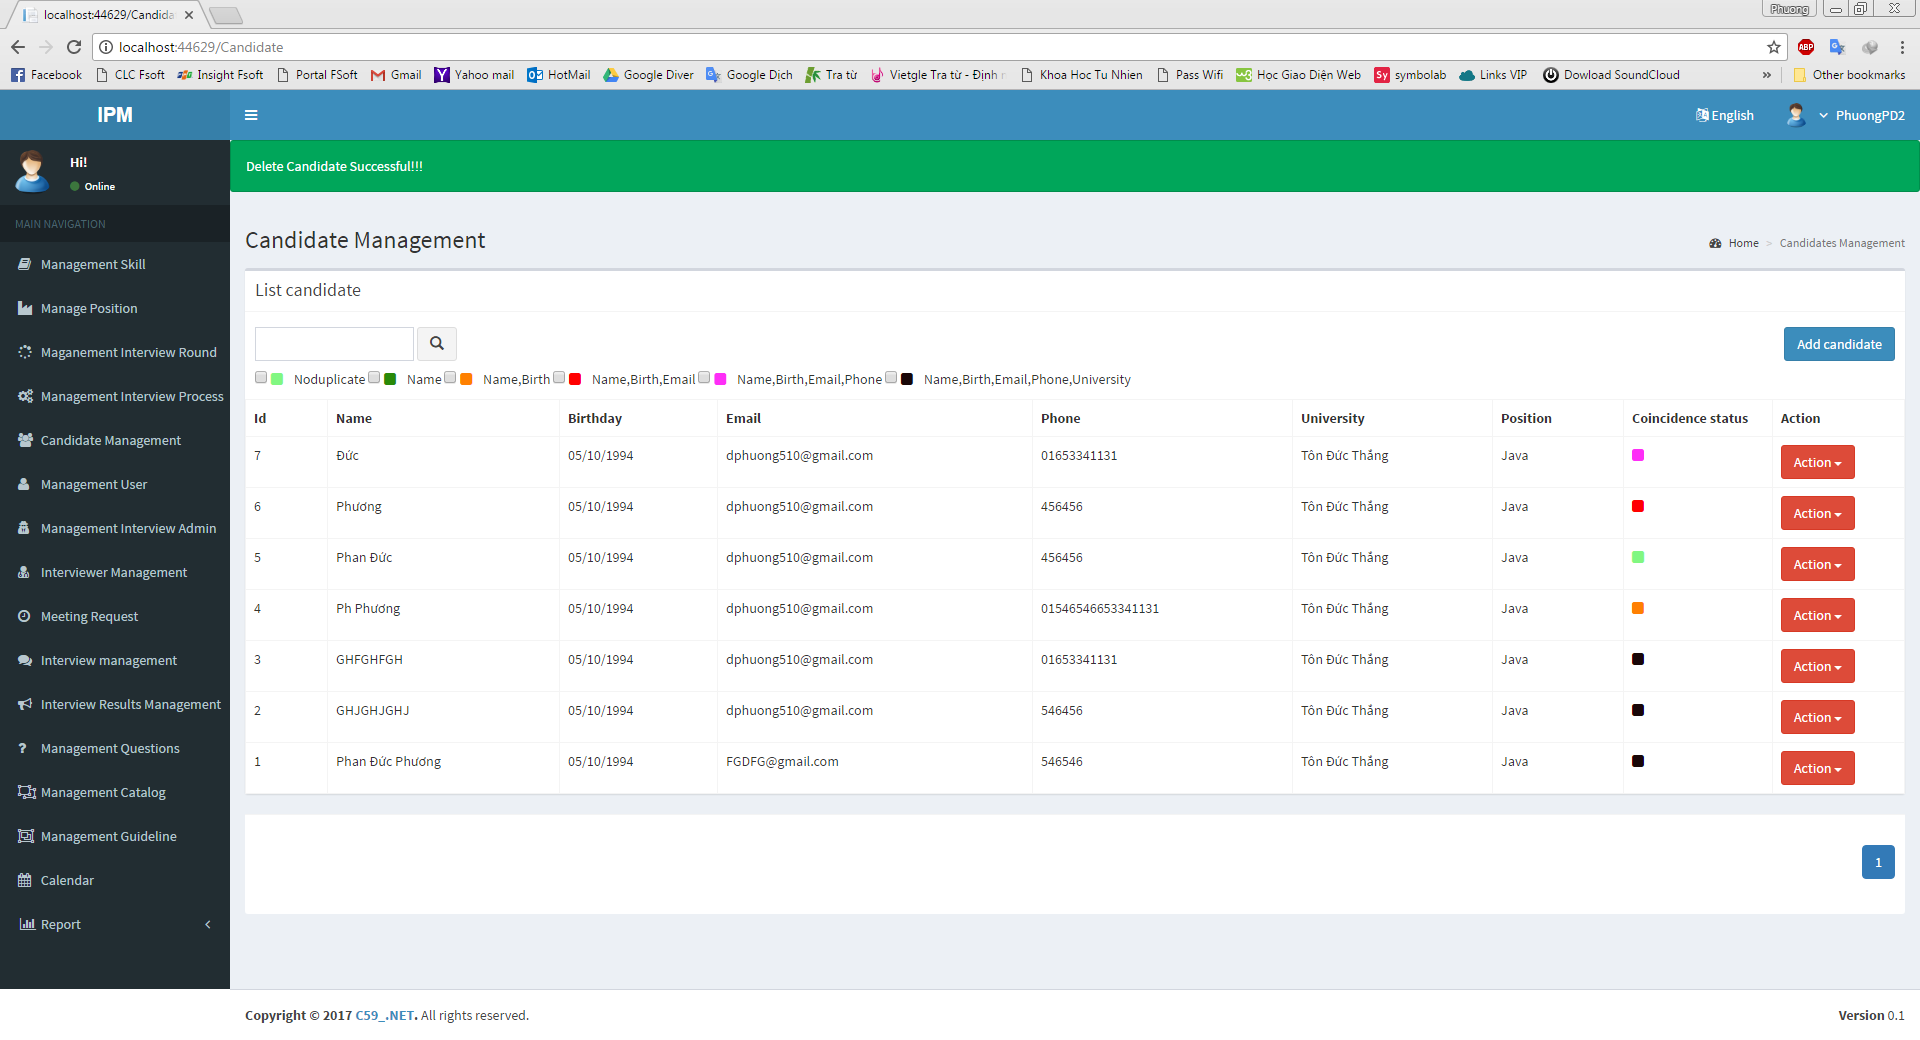 localhost:44629/Candida
Phuong
localhost:44629/Candidate
ABP
Facebook CLC Fsoft Insight Fsoft Portal FSoft Gmail Yahoo mail HotMail Google Diver Google Dịch Tra từ Vietgle Tra từ - Định Khoa Hoc Tu Nhien Pass Wifi Học Giao Diện Web symbolab Links VIP Dowload SoundCloud » Other bookmarks
IPM
English
PhuongPD2
Hi!
Online
Delete Candidate Successful!!!
MAIN NAVIGATION
Management Skill
Manage Position
Maganement Interview Round
Management Interview Process
Candidate Management
Management User
Management Interview Admin
Interviewer Management
Meeting Request
Interview management
Interview Results Management
Management Questions
Management Catalog
Management Guideline
Calendar
Report
Candidate Management
Home > Candidates Management
List candidate
Add candidate
Noduplicate Name Name,Birth Name,Birth,Email Name,Birth,Email,Phone Name,Birth,Email,Phone,University
Id Name Birthday Email Phone University Position Coincidence status Action
7 Đức 05/10/1994 dphuong510@gmail.com 01653341131 Tôn Đức Thắng Java Action
6 Phương 05/10/1994 dphuong510@gmail.com 456456 Tôn Đức Thắng Java Action
5 Phan Đức 05/10/1994 dphuong510@gmail.com 456456 Tôn Đức Thắng Java Action
4 Ph Phương 05/10/1994 dphuong510@gmail.com 01546546653341131 Tôn Đức Thắng Java Action
3 GHFGHFGH 05/10/1994 dphuong510@gmail.com 01653341131 Tôn Đức Thắng Java Action
2 GHJGHJGHJ 05/10/1994 dphuong510@gmail.com 546456 Tôn Đức Thắng Java Action
1 Phan Đức Phương 05/10/1994 FGDFG@gmail.com 546546 Tôn Đức Thắng Java Action
1
Copyright © 2017 C59_.NET. All rights reserved.
Version 0.1